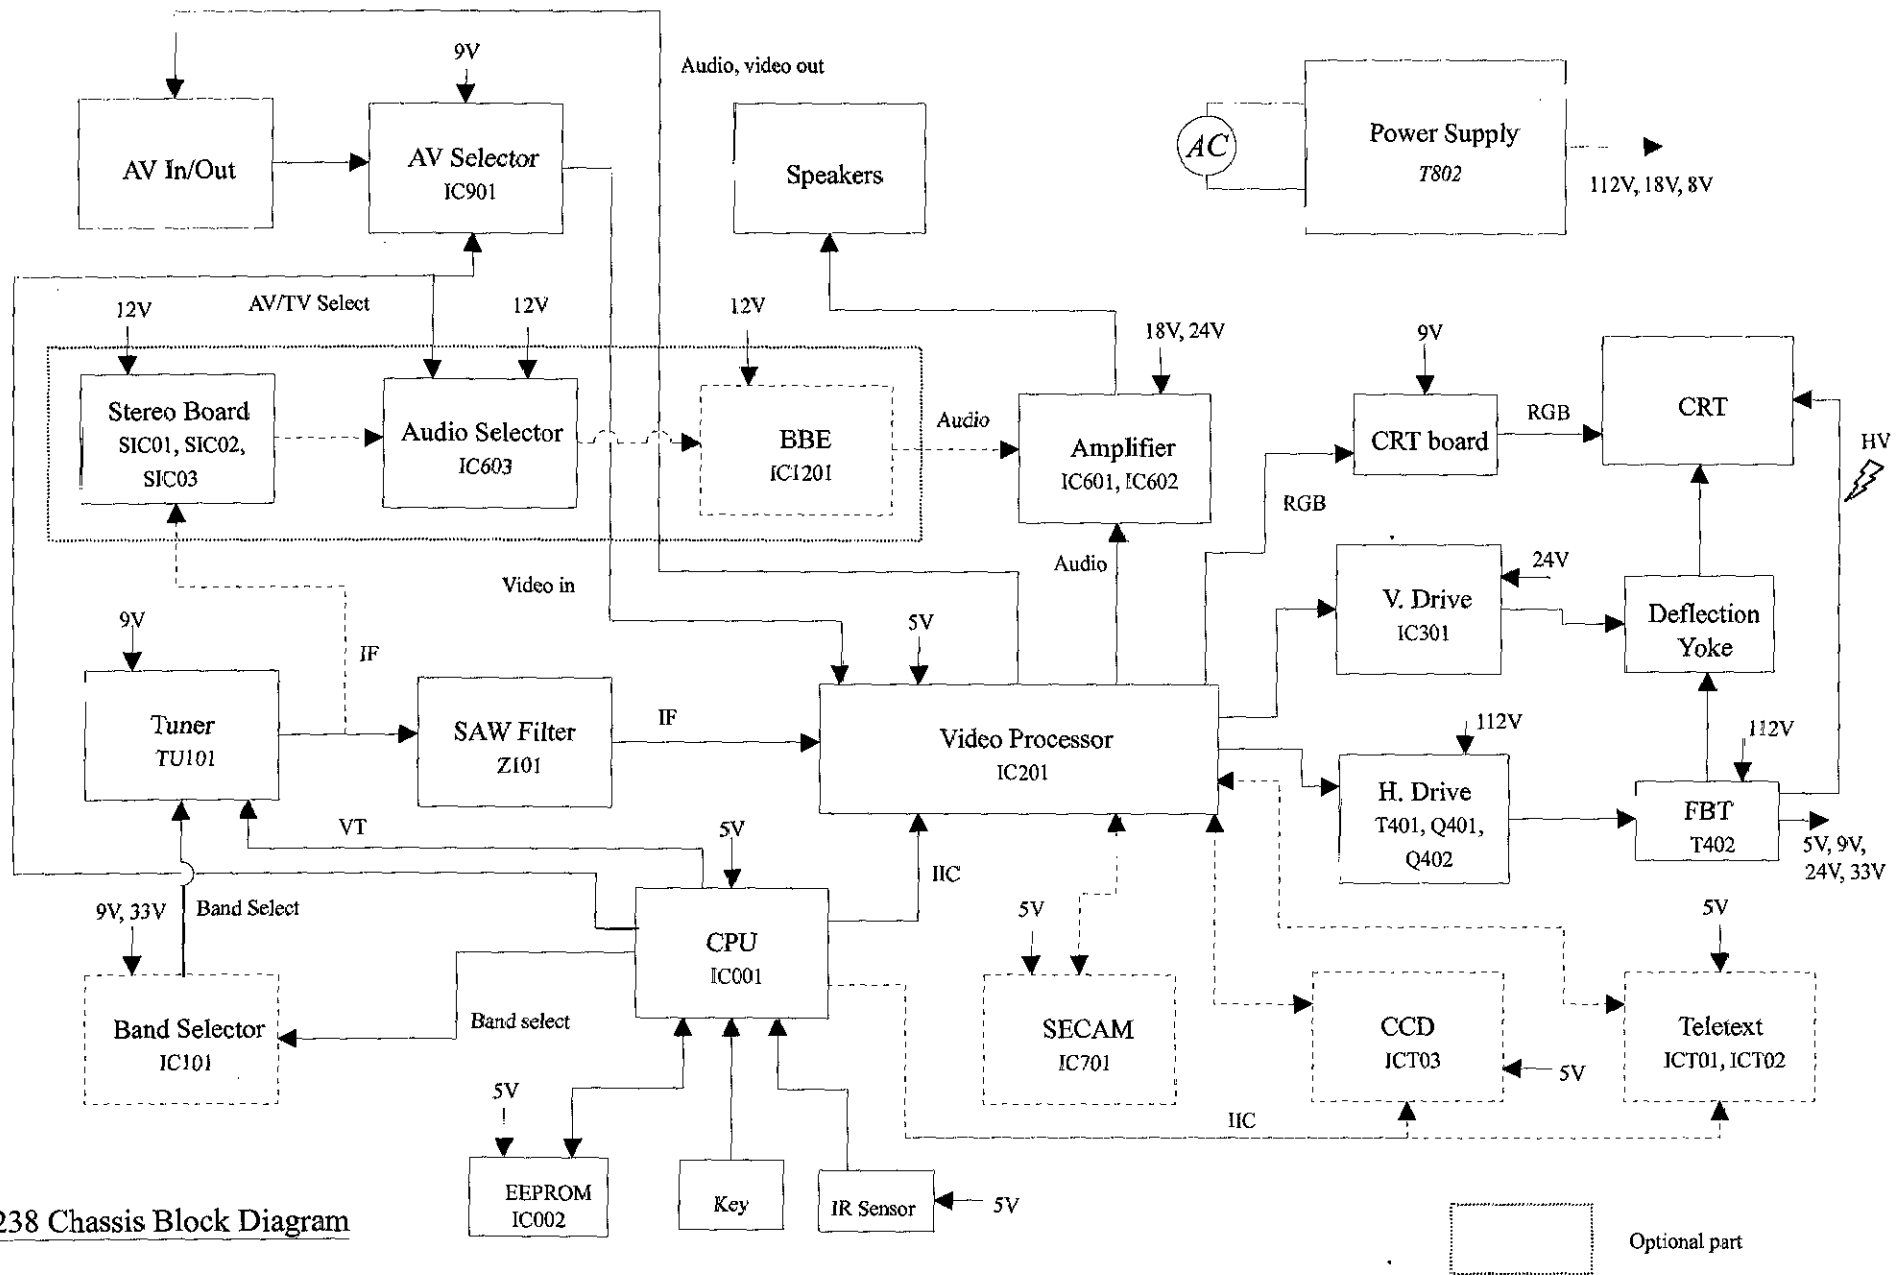 Audio, video out
9V
AV In/Out
AV Selector
IC901
Speakers
AC
Power Supply
T802
112V, 18V, 8V
AV/TV Select
12V
12V
12V
18V, 24V
9V
Stereo Board
SIC01, SIC02,
SIC03
Audio Selector
IC603
BBE
IC1201
Audio
Amplifier
IC601, IC602
CRT board
RGB
CRT
HV
RGB
Audio
Video in
24V
V. Drive
IC301
Deflection
Yoke
9V
IF
5V
Tuner
TU101
SAW Filter
Z101
IF
Video Processor
IC201
112V
112V
H. Drive
T401, Q401,
Q402
FBT
T402
5V, 9V,
24V, 33V
VT
5V
IIC
9V, 33V
Band Select
CPU
IC001
5V
5V
Band Selector
IC101
Band select
SECAM
IC701
CCD
ICT03
5V
Teletext
ICT01, ICT02
5V
IIC
EEPROM
IC002
Key
IR Sensor
5V
238 Chassis Block Diagram
Optional part